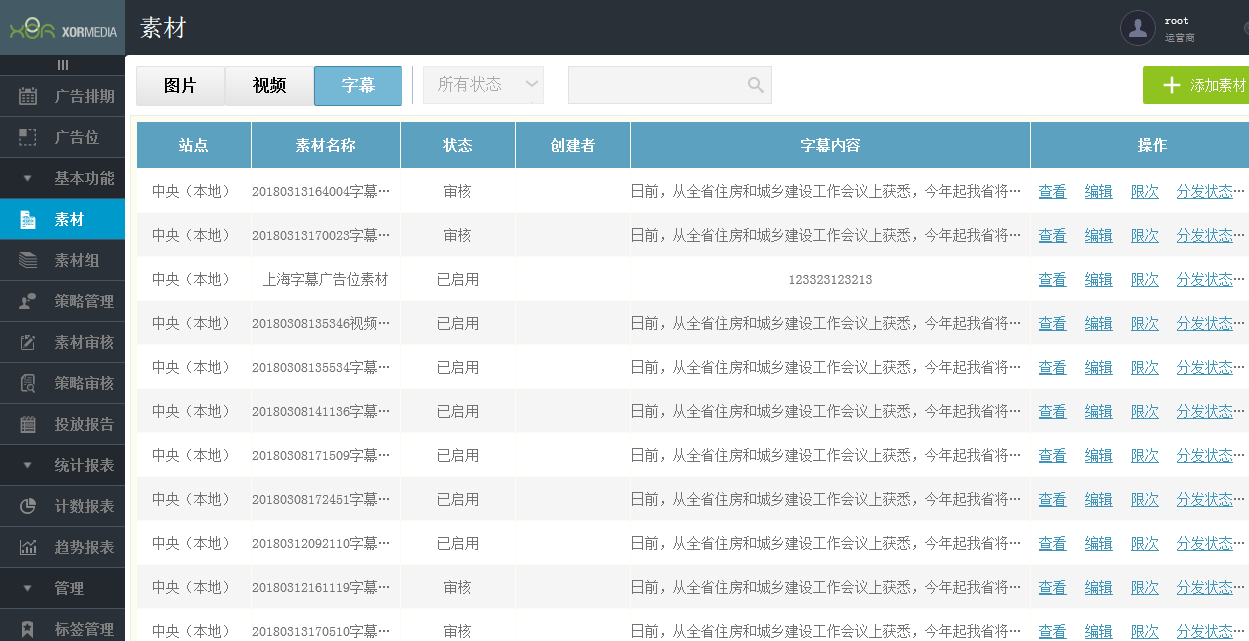 XORMEDIA
素材
root
运营商
广告排期
广告位
基本功能
素材
素材组
策略管理
素材审核
策略审核
投放报告
统计报表
计数报表
趋势报表
管理
标签管理
图片 视频 字幕 所有状态 添加素材
站点 素材名称 状态 创建者 字幕内容 操作
中央（本地） 20180313164004字幕… 审核 日前，从全省住房和城乡建设工作会议上获悉，今年起我省将… 查看 编辑 限次 分发状态…
中央（本地） 20180313170023字幕… 审核 日前，从全省住房和城乡建设工作会议上获悉，今年起我省将… 查看 编辑 限次 分发状态…
中央（本地） 上海字幕广告位素材 已启用 123323123213 查看 编辑 限次 分发状态…
中央（本地） 20180308135346视频… 已启用 日前，从全省住房和城乡建设工作会议上获悉，今年起我省将… 查看 编辑 限次 分发状态…
中央（本地） 20180308135534字幕… 已启用 日前，从全省住房和城乡建设工作会议上获悉，今年起我省将… 查看 编辑 限次 分发状态…
中央（本地） 20180308141136字幕… 已启用 日前，从全省住房和城乡建设工作会议上获悉，今年起我省将… 查看 编辑 限次 分发状态…
中央（本地） 20180308171509字幕… 已启用 日前，从全省住房和城乡建设工作会议上获悉，今年起我省将… 查看 编辑 限次 分发状态…
中央（本地） 20180308172451字幕… 已启用 日前，从全省住房和城乡建设工作会议上获悉，今年起我省将… 查看 编辑 限次 分发状态…
中央（本地） 20180312092110字幕… 已启用 日前，从全省住房和城乡建设工作会议上获悉，今年起我省将… 查看 编辑 限次 分发状态…
中央（本地） 20180312161119字幕… 审核 日前，从全省住房和城乡建设工作会议上获悉，今年起我省将… 查看 编辑 限次 分发状态…
中央（本地） 20180313170510字幕… 审核 日前，从全省住房和城乡建设工作会议上获悉，今年起我省将… 查看 编辑 限次 分发状态…